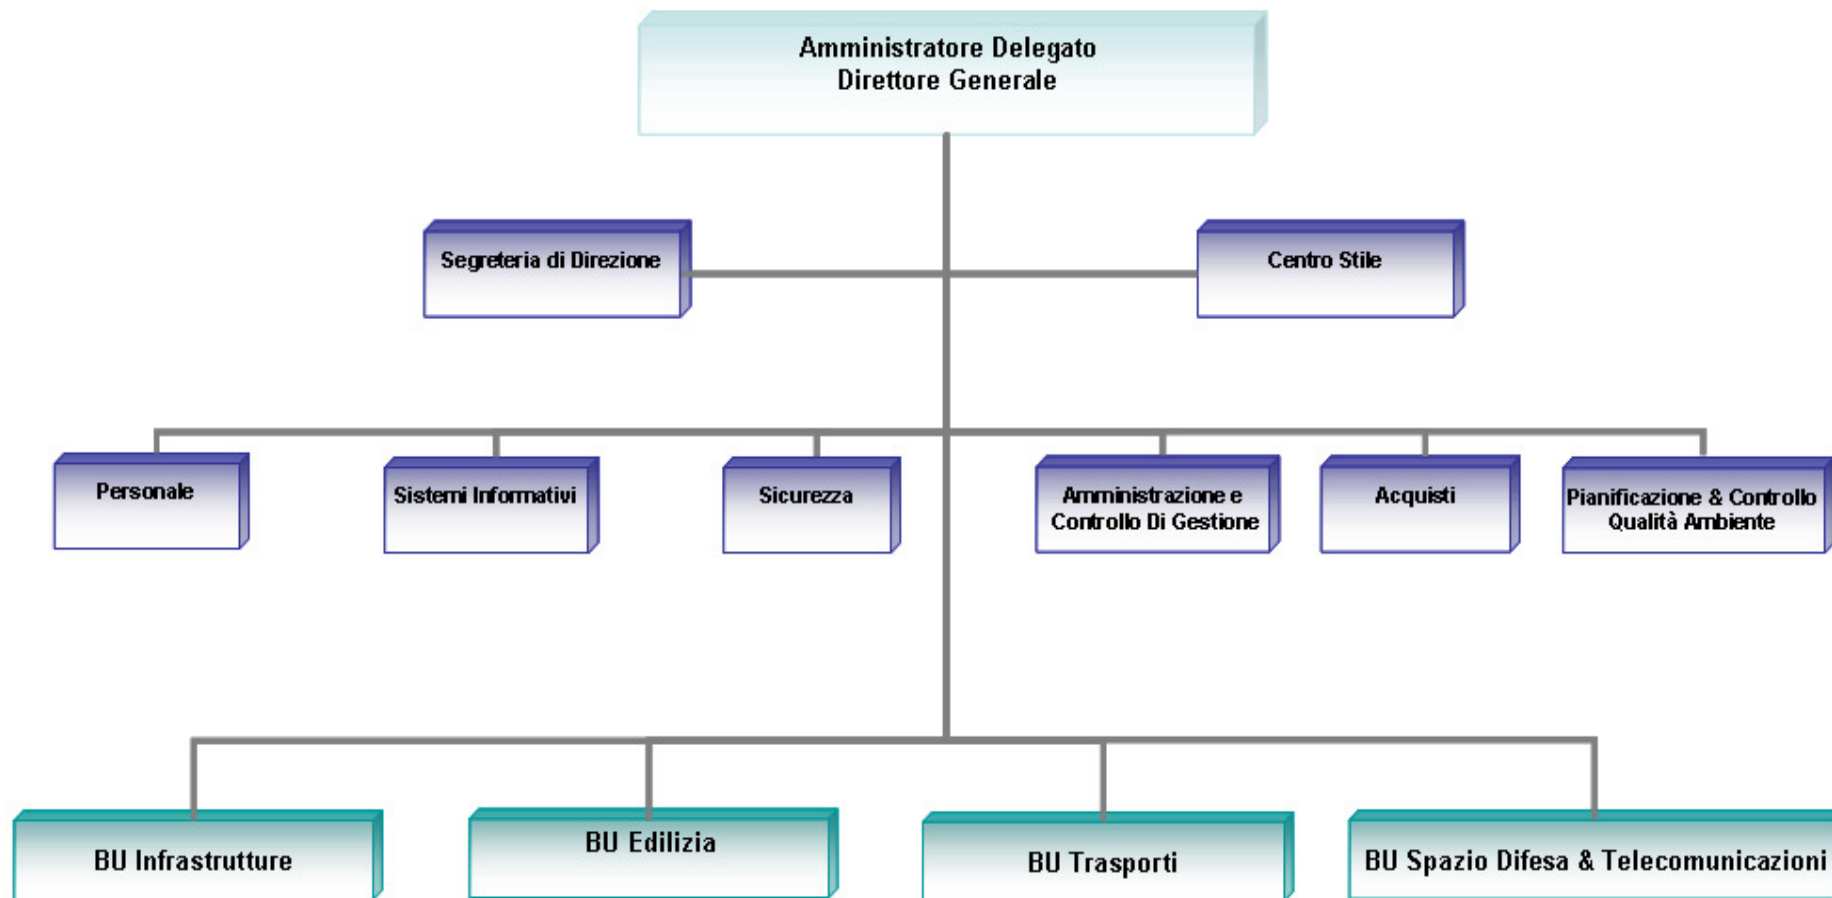 Amministratore Delegato
Direttore Generale
Segreteria di Direzione
Centro Stile
Personale
Sistemi Informativi
Sicurezza
Amministrazione e
Controllo Di Gestione
Acquisti
Pianificazione & Controllo
Qualità Ambiente
BU Infrastrutture
BU Edilizia
BU Trasporti
BU Spazio Difesa & Telecomunicazioni